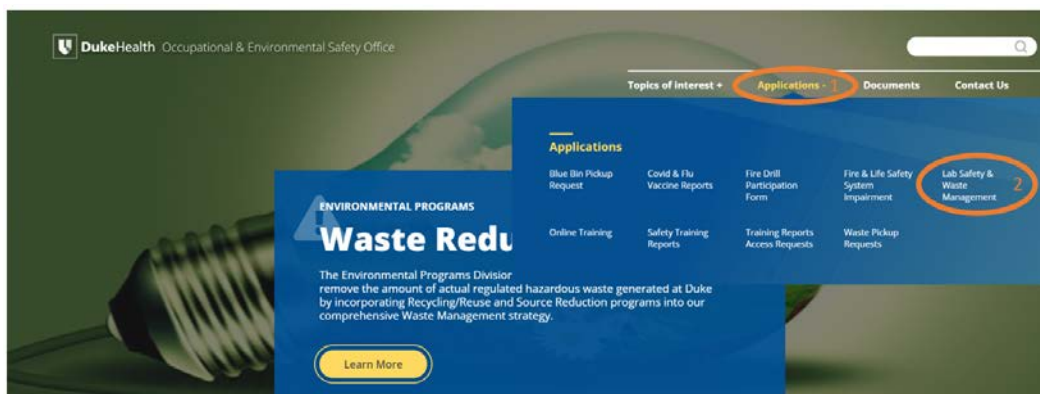 DukeHealth Occupational & Environmental Safety Office
Topics of interest +
Applications -
1
Documents
Contact Us
Applications
Blue Bin Pickup
Request
Covid & Flu
Vaccine Reports
Fire Drill
Participation
Form
Fire & Life Safety
System
Impairment
Lab Safety &
Waste
Management
2
Online Training
Safety Training
Reports
Training Reports
Access Requests
Waste Pickup
Requests
ENVIRONMENTAL PROGRAMS
Waste Redu
The Environmental Programs Division
remove the amount of actual regulated hazardous waste generated at Duke
by incorporating Recycling/Reuse and Source Reduction programs into our
comprehensive Waste Management strategy.
Learn More